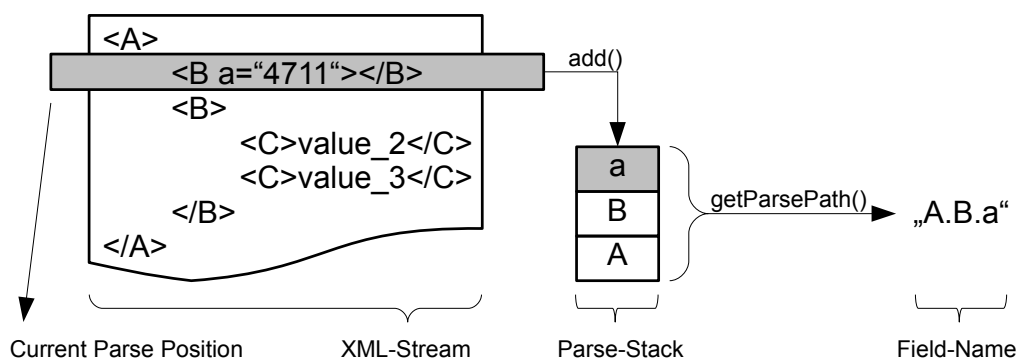 <A>
<B a=“4711“></B>
add()
<B>
<C>value_2</C>
<C>value_3</C>
</B>
</A>
a
B
A
getParsePath()
„A.B.a“
Current Parse Position
XML-Stream
Parse-Stack
Field-Name